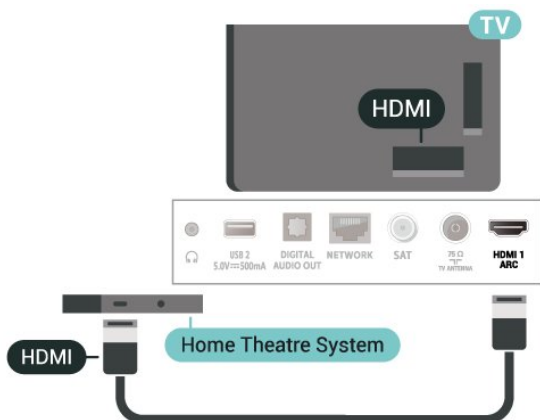 TV
HDMI
USB 2
5.0V⎓500mA
DIGITAL
AUDIO OUT
NETWORK
SAT
75 Ω
TV ANTENNA
HDMI 1
ARC
Home Theatre System
HDMI